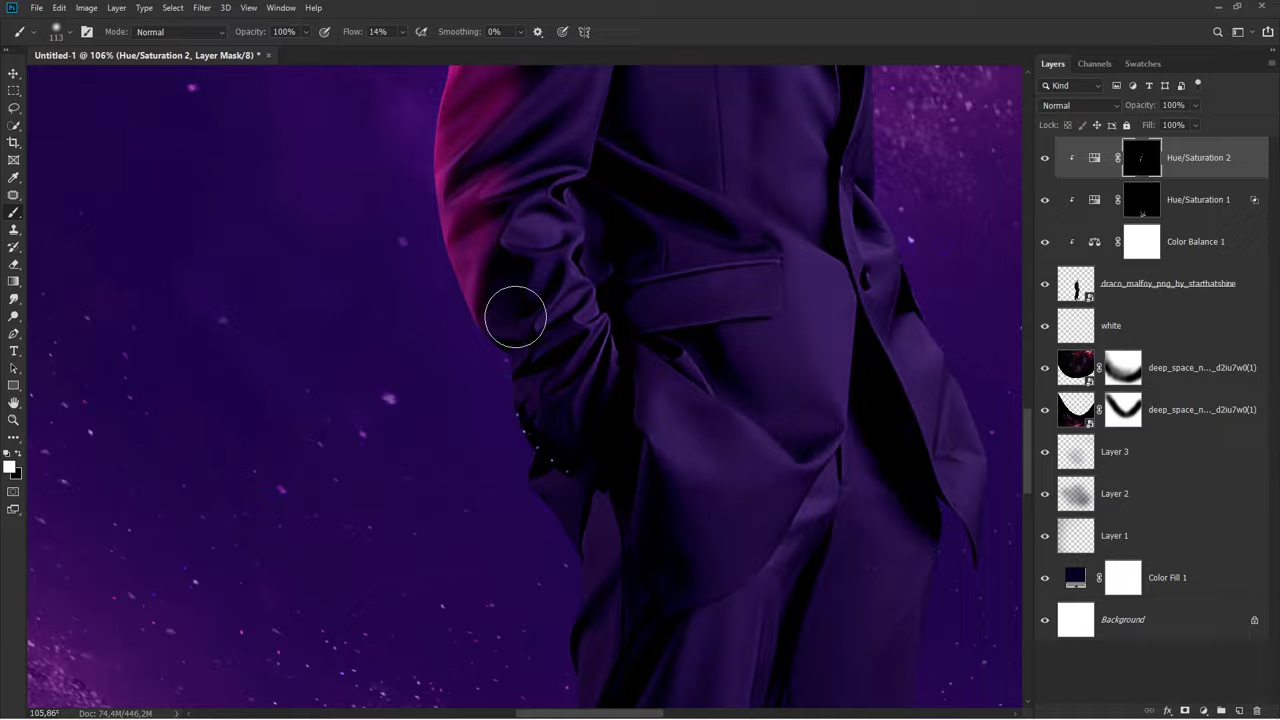 Ps File Edit Image Layer Type Select Filter 3D View Window Help
113 Mode: Normal Opacity: 100% Flow: 14% Smoothing: 0%
Untitled-1 @ 106% (Hue/Saturation 2, Layer Mask/8) * ×
Layers Channels Swatches
Kind
Normal Opacity: 100%
Lock: Fill: 100%
Hue/Saturation 2
Hue/Saturation 1
Color Balance 1
draco_malfoy_png_by_starthatshine
white
deep_space_n..._d2iu7w0(1)
deep_space_n..._d2iu7w0(1)
Layer 3
Layer 2
Layer 1
Color Fill 1
Background
105,86% Doc: 74,4M/446,2M